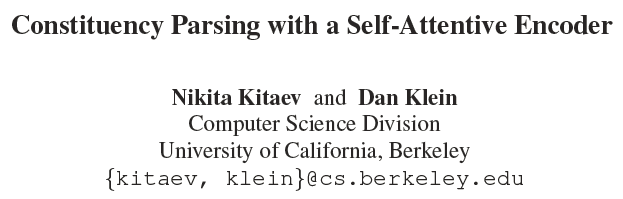 Constituency Parsing with a Self-Attentive Encoder
Nikita Kitaev and Dan Klein
Computer Science Division
University of California, Berkeley
{kitaev, klein}@cs.berkeley.edu